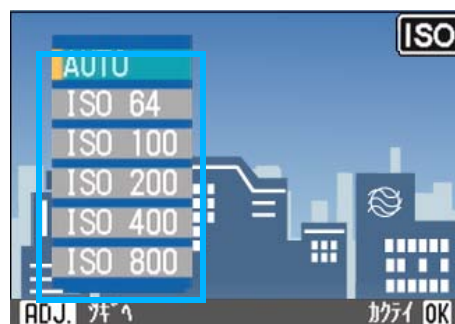 ISO
AUTO
ISO 64
ISO 100
ISO 200
ISO 400
ISO 800
ADJ. ﾂｷﾞﾍ ｶｸﾃｲ OK